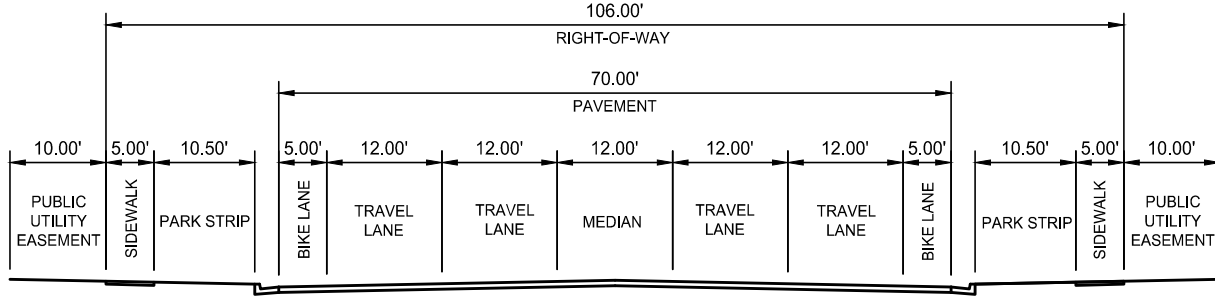 106.00'
RIGHT-OF-WAY
70.00'
PAVEMENT
10.00' 5.00' 10.50' 5.00' 12.00' 12.00' 12.00' 12.00' 12.00' 5.00' 10.50' 5.00' 10.00'
PUBLIC
UTILITY
EASEMENT
SIDEWALK
PARK STRIP
BIKE LANE
TRAVEL
LANE
TRAVEL
LANE
MEDIAN
TRAVEL
LANE
TRAVEL
LANE
BIKE LANE
PARK STRIP
SIDEWALK
PUBLIC
UTILITY
EASEMENT